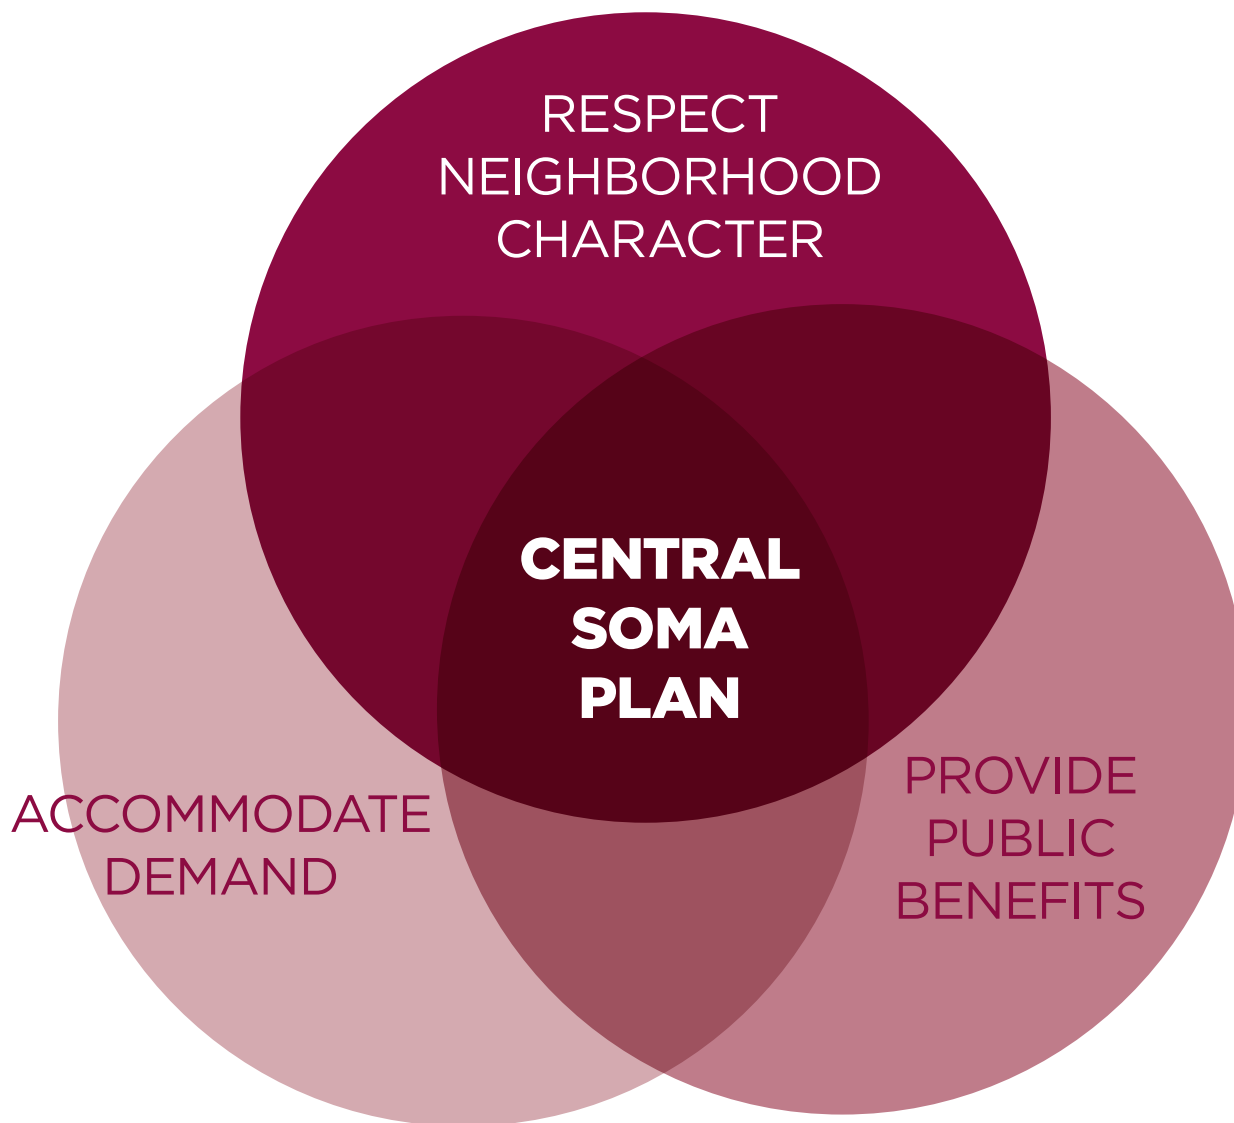 RESPECT
NEIGHBORHOOD
CHARACTER
CENTRAL
SOMA
PLAN
ACCOMMODATE
DEMAND
PROVIDE
PUBLIC
BENEFITS